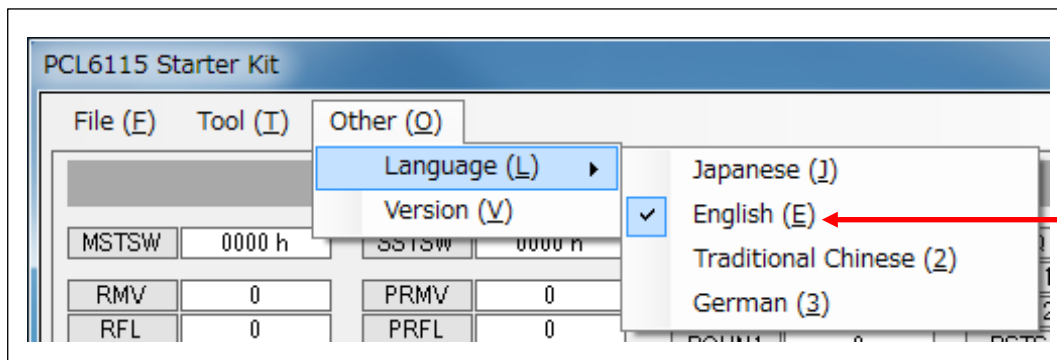 PCL6115 Starter Kit
File (F) Tool (T) Other (O)
Language (L) Japanese (J)
Version (V) English (E)
MSTSW 0000 h SSTSW 0000 h
Traditional Chinese (2)
RMV 0 PRMV 0 German (3)
RFL 0 PRFL 0